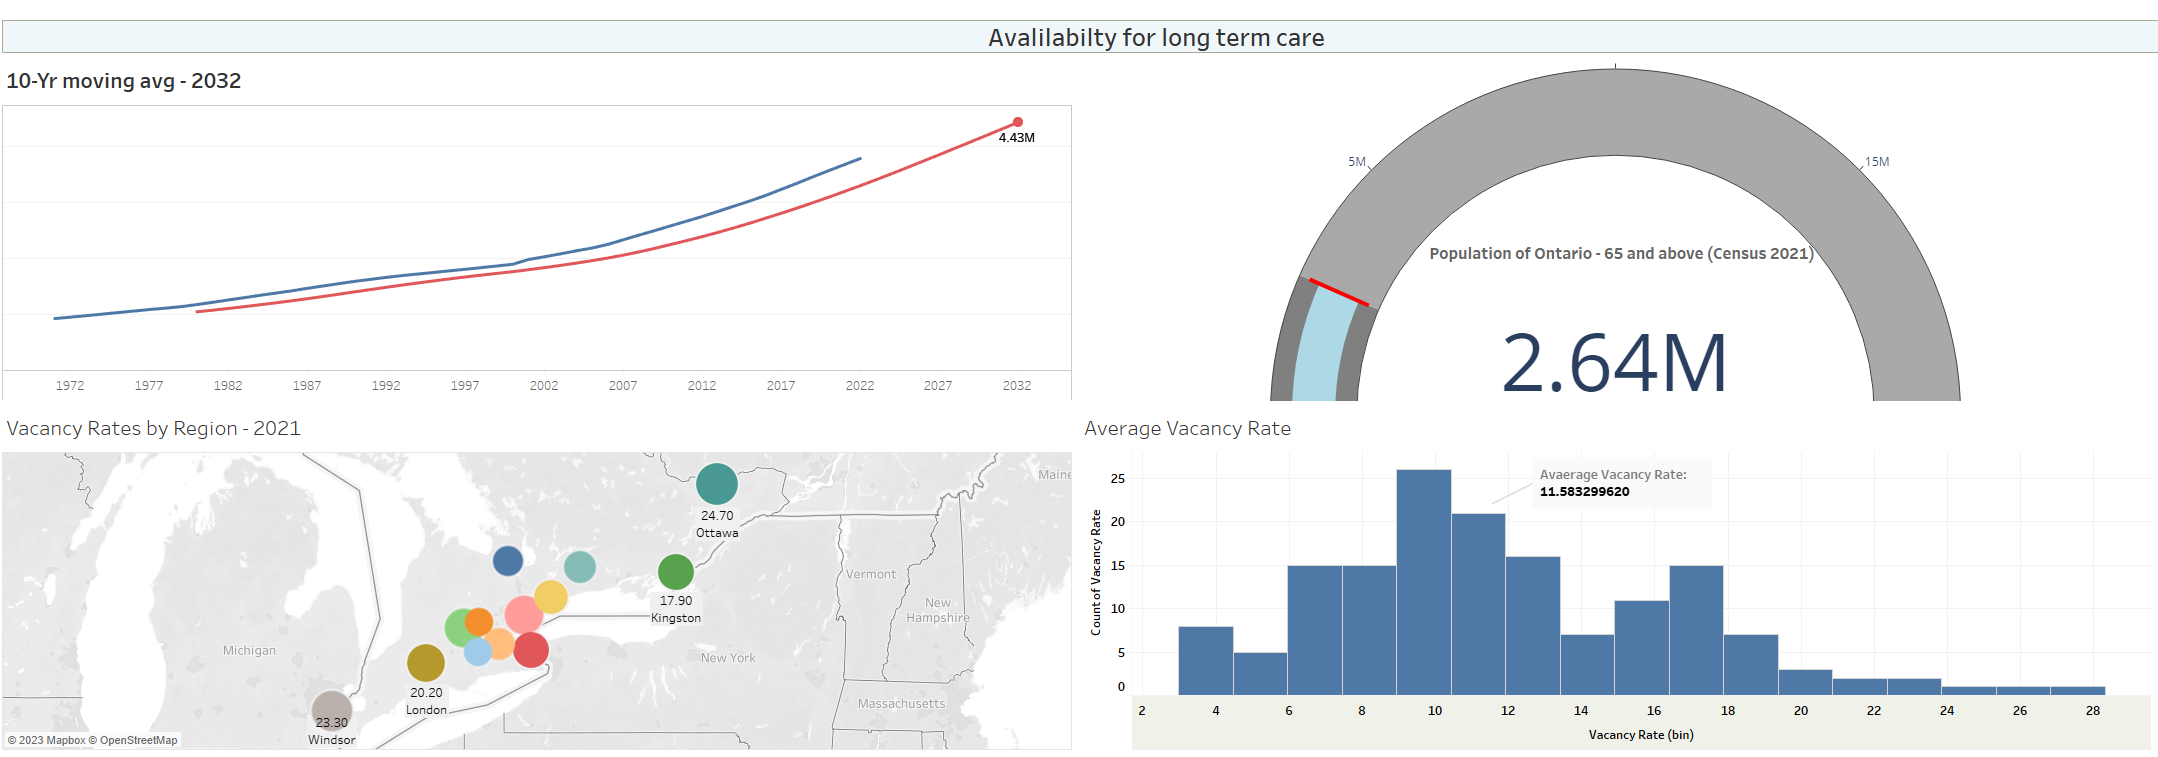 Avalilabilty for long term care
10-Yr moving avg - 2032
4.43M
1972 1977 1982 1987 1992 1997 2002 2007 2012 2017 2022 2027 2032
5M
15M
Population of Ontario - 65 and above (Census 2021)
2.64M
Vacancy Rates by Region - 2021
Maine
24.70
Ottawa
Vermont
17.90
Kingston
New
Hampshire
Michigan
New York
20.20
London
Massachusetts
23.30
Windsor
© 2023 Mapbox © OpenStreetMap
Average Vacancy Rate
Avaerage Vacancy Rate:
11.583299620
Count of Vacancy Rate
25
20
15
10
5
0
2 4 6 8 10 12 14 16 18 20 22 24 26 28
Vacancy Rate (bin)